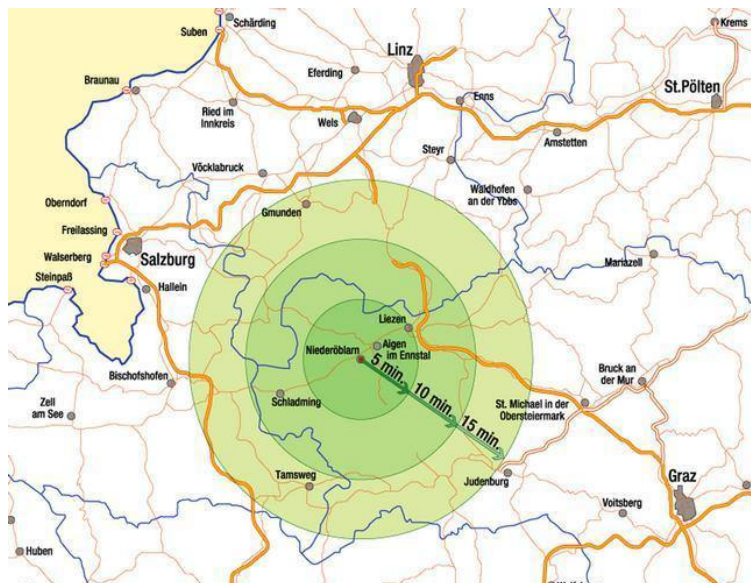 Schärding
Suben
Krems
Linz
Eferding
Braunau
St.Pölten
Enns
Ried im
Innkreis
Wels
Amstetten
Steyr
Vöcklabruck
Waidhofen
an der Ybbs
Oberndorf
Gmunden
Freilassing
Salzburg
Walserberg
Mariazell
Steinpaß
Hallein
Liezen
Aigen
im Ennstal
Niederöblarn
5 min.
10 min.
15 min.
Bischofshofen
Bruck an
der Mur
Schladming
Zell
am See
St. Michael in der
Obersteiermark
Tamsweg
Judenburg
Graz
Voitsberg
Huben